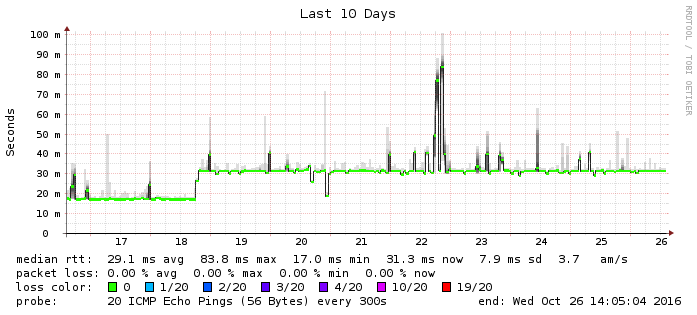 Last 10 Days
RRDTOOL / TOBI OETIKER
Seconds
100 m
90 m
80 m
70 m
60 m
50 m
40 m
30 m
20 m
10 m
0
17 18 19 20 21 22 23 24 25 26
median rtt: 29.1 ms avg 83.8 ms max 17.0 ms min 31.3 ms now 7.9 ms sd 3.7 am/s
packet loss: 0.00 % avg 0.00 % max 0.00 % min 0.00 % now
loss color: 0 1/20 2/20 3/20 4/20 10/20 19/20
probe: 20 ICMP Echo Pings (56 Bytes) every 300s end: Wed Oct 26 14:05:04 2016